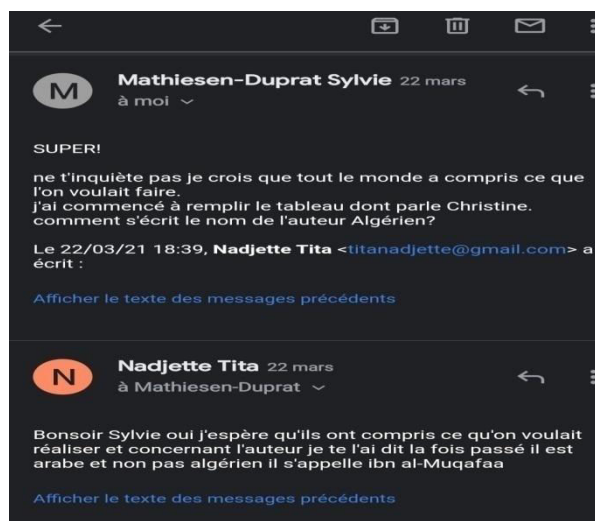 M
Mathiesen-Duprat Sylvie 22 mars
à moi
SUPER!
ne t'inquiète pas je crois que tout le monde a compris ce que
l'on voulait faire.
j'ai commencé à remplir le tableau dont parle Christine.
comment s'écrit le nom de l'auteur Algérien?
Le 22/03/21 18:39, Nadjette Tita <titanadjette@gmail.com> a
écrit :
Afficher le texte des messages précédents
N
Nadjette Tita 22 mars
à Mathiesen-Duprat
Bonsoir Sylvie oui j'espère qu'ils ont compris ce qu'on voulait
réaliser et concernant l'auteur je te l'ai dit la fois passé il est
arabe et non pas algérien il s'appelle ibn al-Muqafaa
Afficher le texte des messages précédents